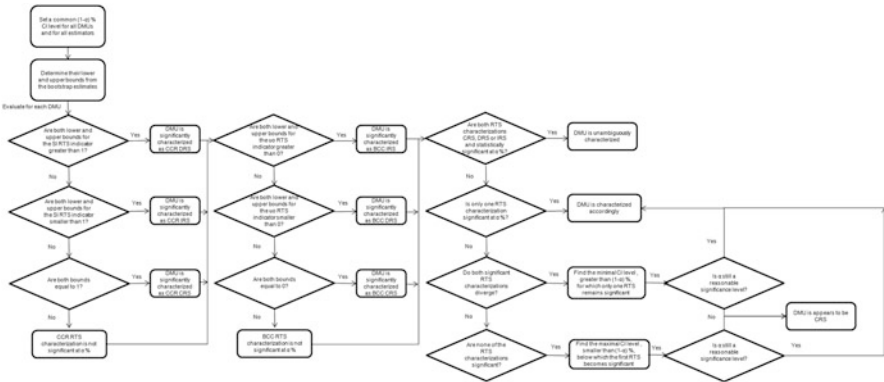 Set a common (1-α) %
CI level for all DMUs
and for all estimators
Determine their lower
and upper bounds from
the bootstrap estimates
Evaluate for each DMU
Are both lower and
upper bounds for
the SI RTS indicator
greater than 1?
Yes
DMU is
significantly
characterized
as CCR DRS
No
Are both lower and
upper bounds for
the SI RTS indicator
smaller than 1?
Yes
DMU is
significantly
characterized
as CCR IRS
No
Are both bounds
equal to 1?
Yes
DMU is
significantly
characterized
as CCR CRS
No
CCR RTS
characterization is not
significant at α %
Are both lower and
upper bounds for
the uo RTS
indicator greater
than 0?
Yes
DMU is
significantly
characterized
as BCC IRS
No
Are both lower and
upper bounds for
the uo RTS
indicator smaller
than 0?
Yes
DMU is
significantly
characterized
as BCC DRS
No
Are both bounds
equal to 0?
Yes
DMU is
significantly
characterized
as BCC CRS
No
BCC RTS
characterization is not
significant at α %
Are both RTS
characterizations
CRS, DRS or IRS
and statistically
significant at α %?
Yes
DMU is unambiguously
characterized
No
Is only one RTS
characterization
significant at α %?
Yes
DMU is characterized
accordingly
No
Do both significant
RTS
characterizations
diverge?
Yes
Find the minimal CI level,
greater than (1-α) %,
for which only one RTS
remains significant
Yes
Is α still a
reasonable
significance level?
Yes
No
DMU is appears to be
CRS
No
Are none of the
RTS
characterizations
significant?
Yes
Find the maximal CI level,
smaller than (1-α) %,
below which the first RTS
becomes significant
Yes
Is α still a
reasonable
significance level?
Yes